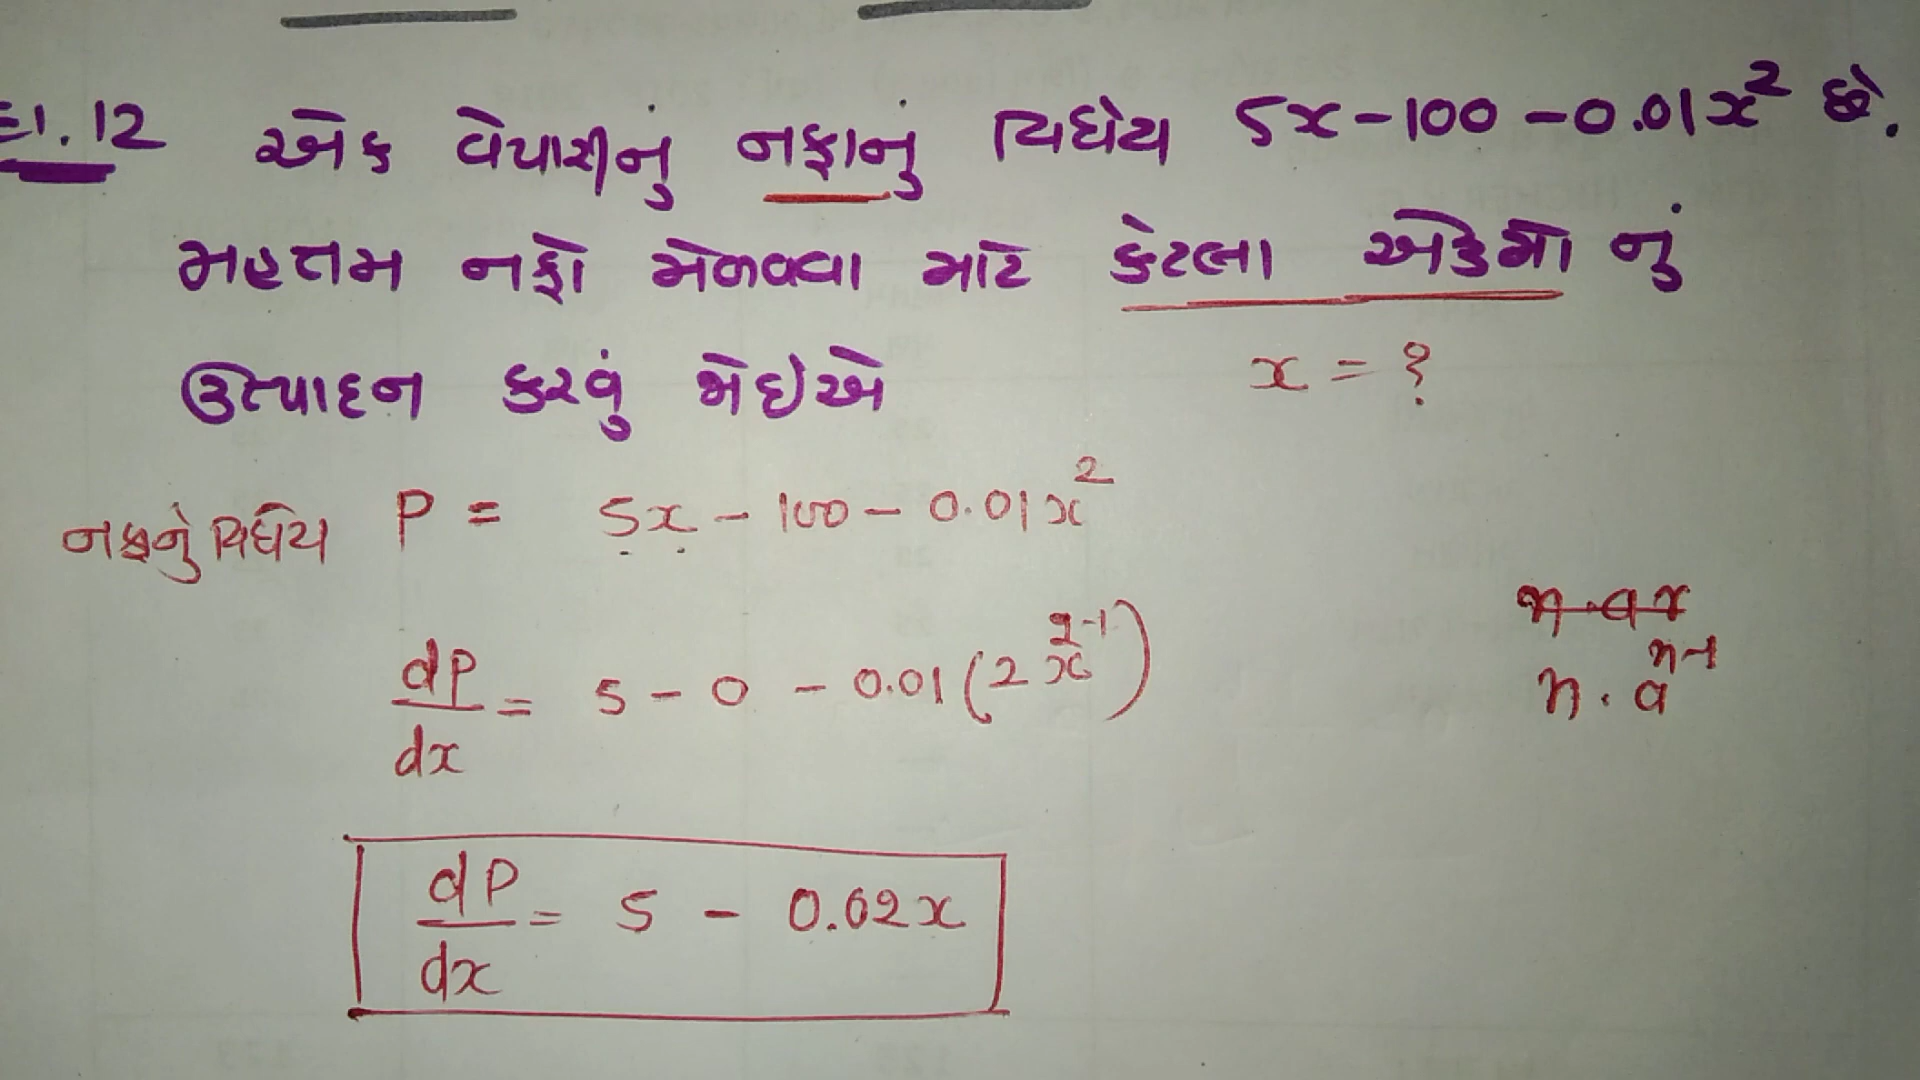 દા.12 એક વેપારીનું નફાનું વિધેય 5x-100-0.01x² છે.
મહત્તમ નફો મેળવવા માટે કેટલા એકમો નું
ઉત્પાદન કરવું જોઈએ
x = ?
નફાનું વિધેય P = 5x - 100 - 0.01x²
dP/dx = 5 - 0 - 0.01(2x²⁻¹)
n·a
n·aⁿ⁻¹
dP/dx = 5 - 0.02x